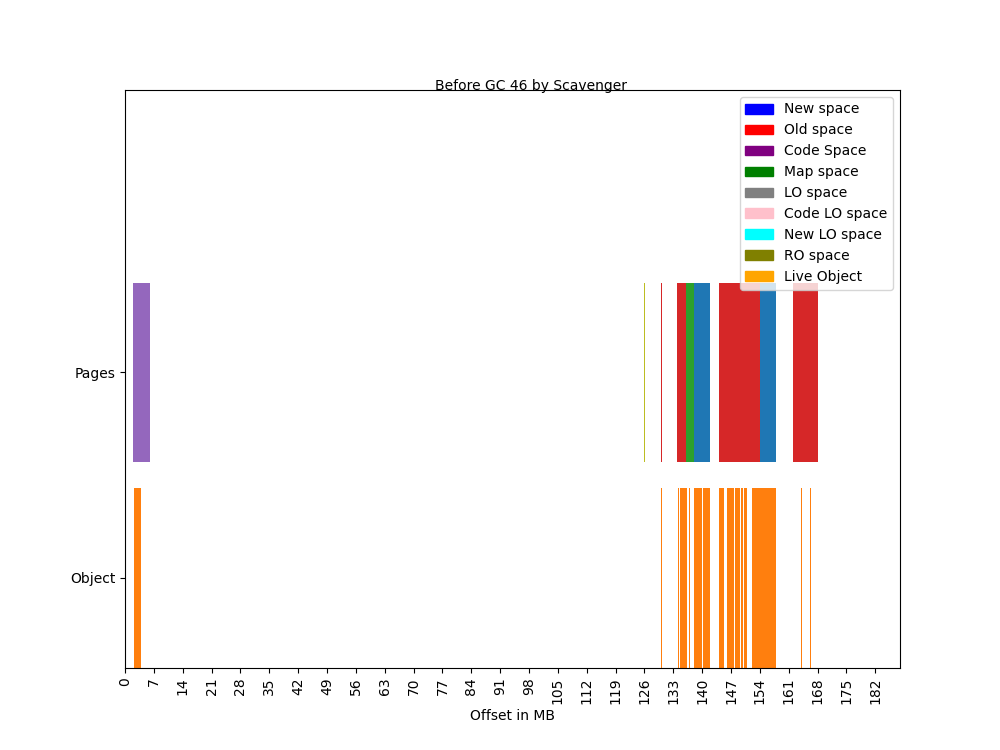 Before GC 46 by Scavenger
New space
Old space
Code Space
Map space
LO space
Code LO space
New LO space
RO space
Live Object
Pages
Object
0 7 14 21 28 35 42 49 56 63 70 77 84 91 98 105 112 119 126 133 140 147 154 161 168 175 182
Offset in MB